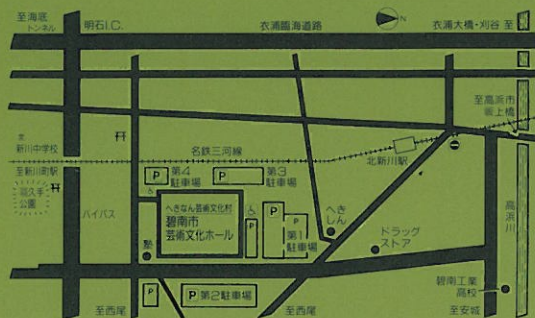 至海底
トンネル
明石I.C.
衣浦臨海道路
N
衣浦大橋・刈谷 至
至高浜市
坂上橋
文
新川中学校
名鉄三河線
北新川駅
至新川町駅
バイパス
公園
P 第4
駐車場
P 第3
駐車場
へきなん芸術文化村
碧南市
芸術文化ホール
P
P
P
第1
駐車場
へき
しん
ドラッグ
ストア
高浜川
碧南工業
高校
P
P 第2駐車場
至西尾
至西尾
至安城